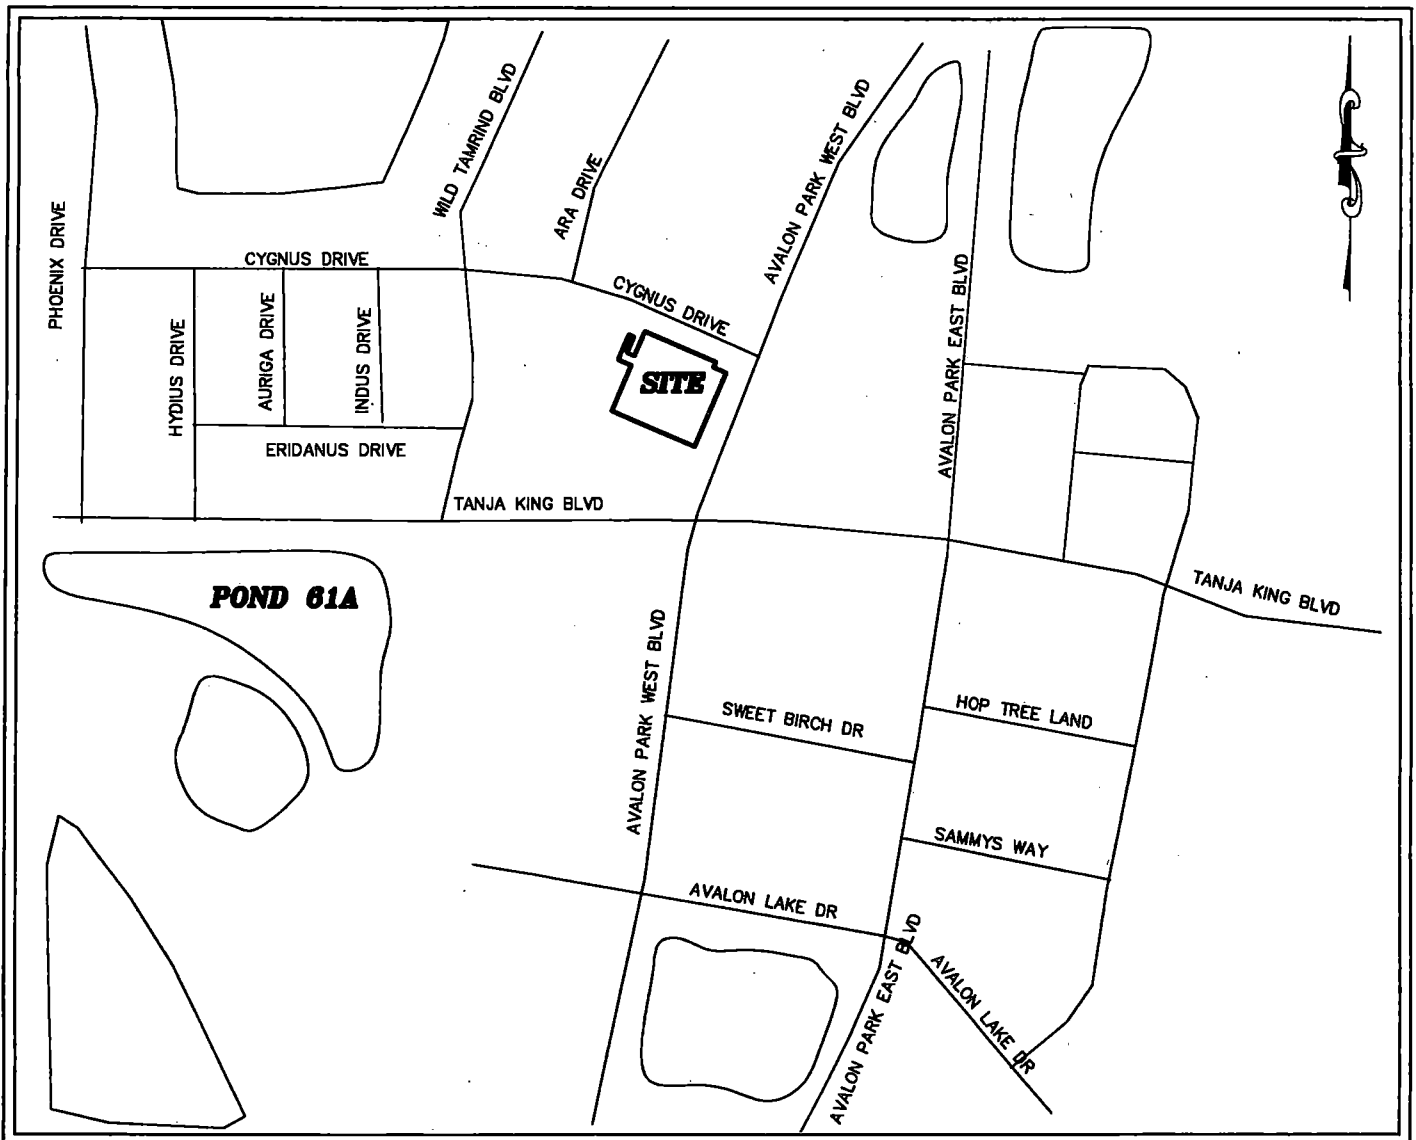 WILD TAMRIND BLVD
ARA DRIVE
AVALON PARK WEST BLVD
PHOENIX DRIVE
CYGNUS DRIVE
CYGNUS DRIVE
AVALON PARK EAST BLVD
HYDIUS DRIVE
AURIGA DRIVE
INDUS DRIVE
SITE
ERIDANUS DRIVE
TANJA KING BLVD
POND 61A
TANJA KING BLVD
AVALON PARK WEST BLVD
SWEET BIRCH DR
HOP TREE LAND
SAMMYS WAY
AVALON LAKE DR
AVALON PARK EAST BLVD
AVALON LAKE DR